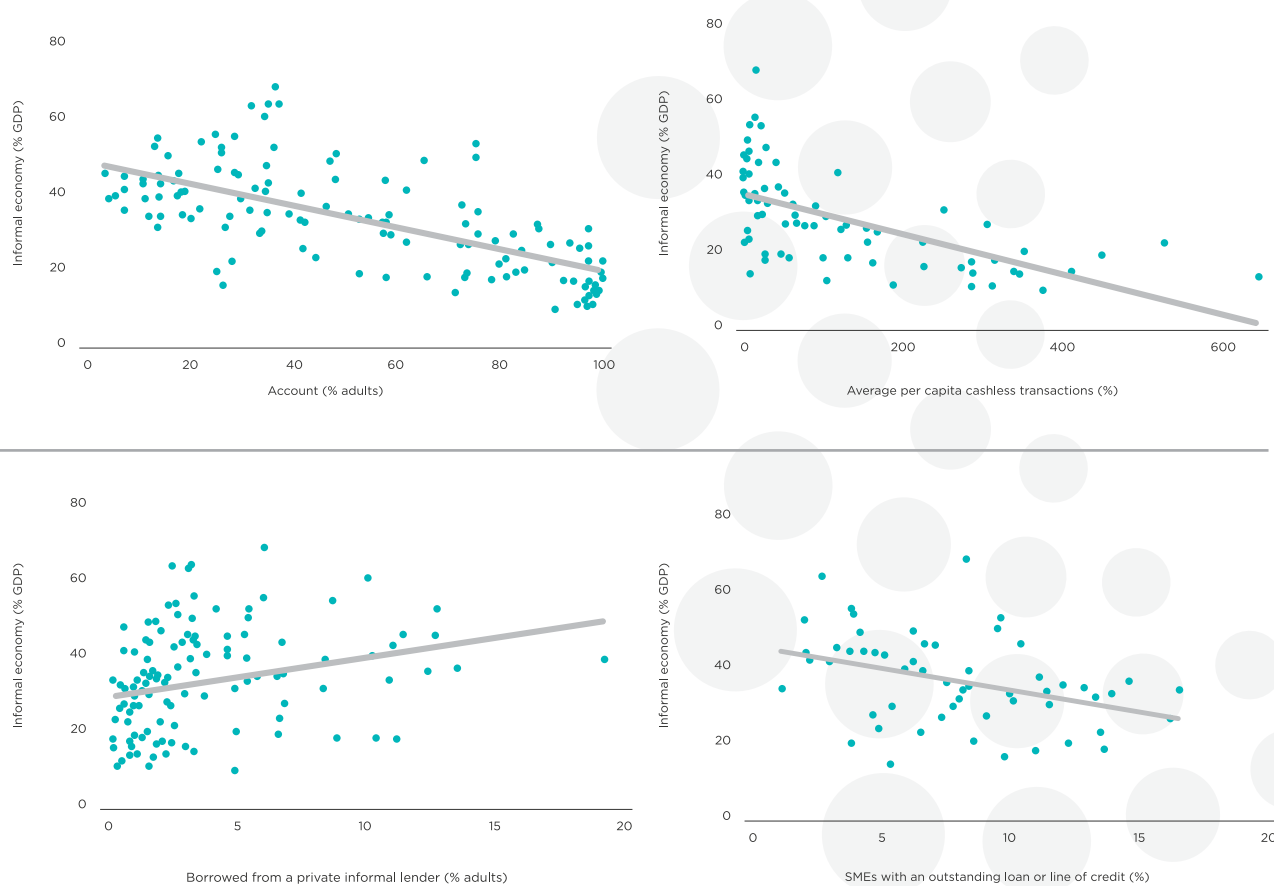 80
60
40
20
0
Informal economy (% GDP)
0 20 40 60 80 100
Account (% adults)
80
60
40
20
0
Informal economy (% GDP)
0 200 400 600
Average per capita cashless transactions (%)
80
60
40
20
0
Informal economy (% GDP)
0 5 10 15 20
Borrowed from a private informal lender (% adults)
80
60
40
20
0
Informal economy (% GDP)
0 5 10 15 20
SMEs with an outstanding loan or line of credit (%)